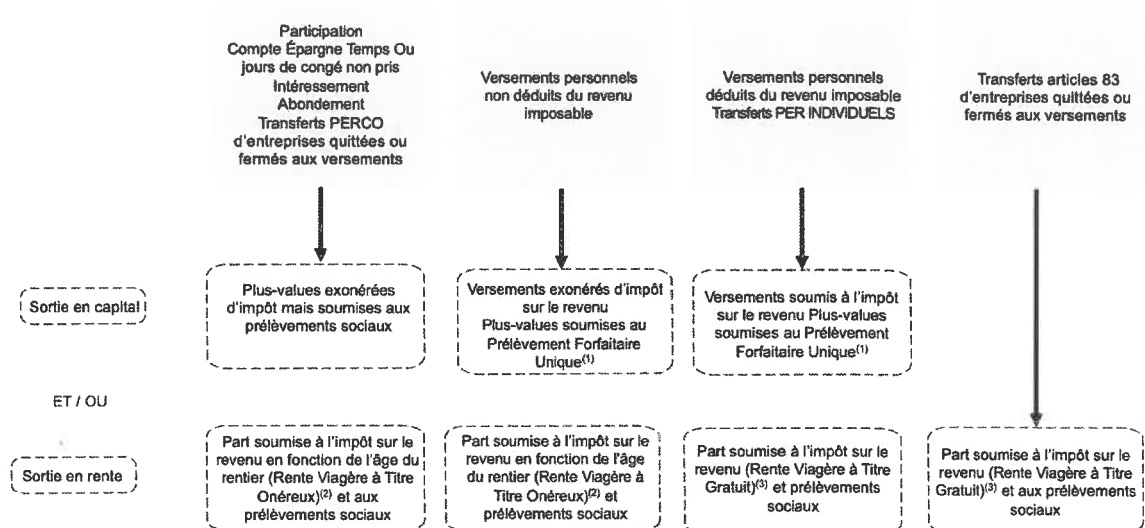 Participation
Compte Épargne Temps Ou
jours de congé non pris
Intéressement
Abondement
Transferts PERCO
d'entreprises quittées ou
fermés aux versements
Versements personnels
non déduits du revenu
imposable
Versements personnels
déduits du revenu imposable
Transferts PER INDIVIDUELS
Transferts articles 83
d'entreprises quittées ou
fermés aux versements
Sortie en capital
Plus-values exonérées
d'impôt mais soumises aux
prélèvements sociaux
Versements exonérés d'impôt
sur le revenu
Plus-values soumises au
Prélèvement Forfaitaire
Unique(1)
Versements soumis à l'impôt
sur le revenu Plus-values
soumises au Prélèvement
Forfaitaire Unique(1)
ET / OU
Sortie en rente
Part soumise à l'impôt sur le
revenu en fonction de l'âge du
rentier (Rente Viagère à Titre
Onéreux)(2) et aux
prélèvements sociaux
Part soumise à l'impôt sur le
revenu en fonction de l'âge
du rentier (Rente Viagère à
Titre Onéreux)(2) et
prélèvements sociaux
Part soumise à l'impôt sur le
revenu (Rente Viagère à Titre
Gratuit)(3) et prélèvements
sociaux
Part soumise à l'impôt sur le
revenu (Rente Viagère à Titre
Gratuit)(3) et aux prélèvements
sociaux